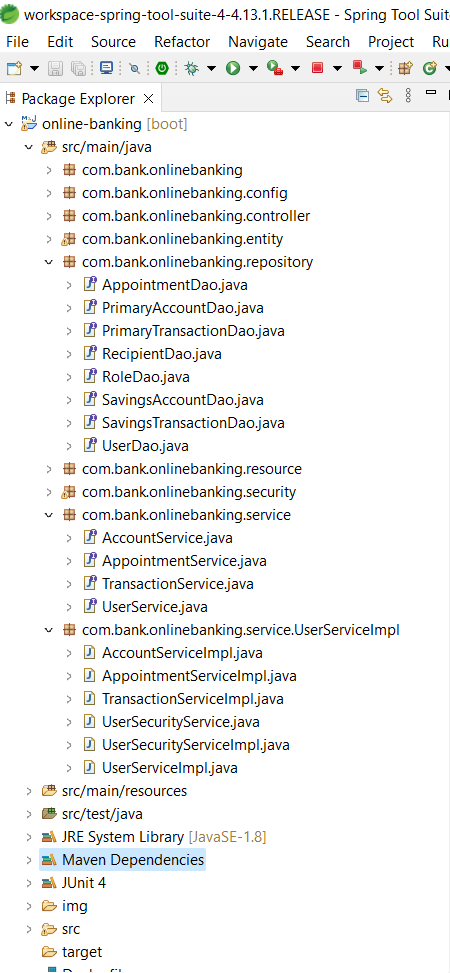 workspace-spring-tool-suite-4-4.13.1.RELEASE - Spring Tool Suite
File Edit Source Refactor Navigate Search Project Ru
Package Explorer
online-banking [boot]
src/main/java
com.bank.onlinebanking
com.bank.onlinebanking.config
com.bank.onlinebanking.controller
com.bank.onlinebanking.entity
com.bank.onlinebanking.repository
AppointmentDao.java
PrimaryAccountDao.java
PrimaryTransactionDao.java
RecipientDao.java
RoleDao.java
SavingsAccountDao.java
SavingsTransactionDao.java
UserDao.java
com.bank.onlinebanking.resource
com.bank.onlinebanking.security
com.bank.onlinebanking.service
AccountService.java
AppointmentService.java
TransactionService.java
UserService.java
com.bank.onlinebanking.service.UserServiceImpl
AccountServiceImpl.java
AppointmentServiceImpl.java
TransactionServiceImpl.java
UserSecurityService.java
UserSecurityServiceImpl.java
UserServiceImpl.java
src/main/resources
src/test/java
JRE System Library [JavaSE-1.8]
Maven Dependencies
JUnit 4
img
src
target